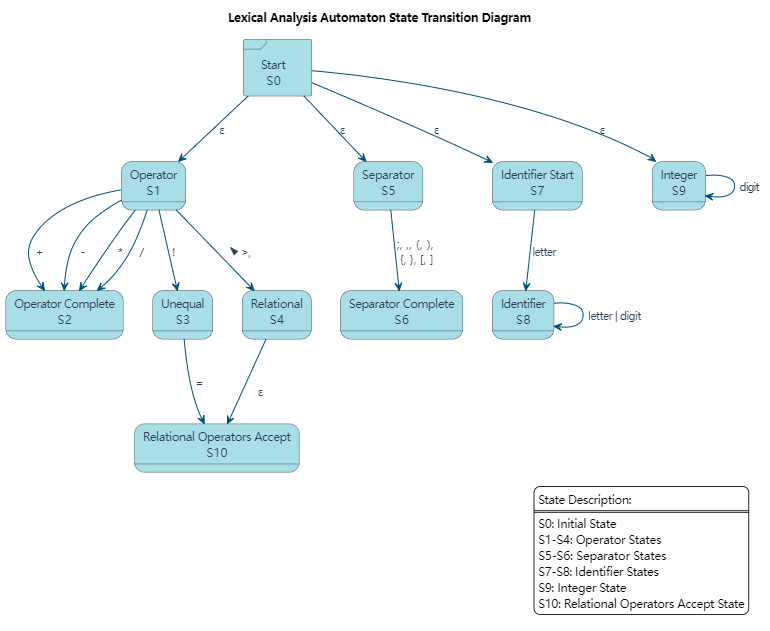 Lexical Analysis Automaton State Transition Diagram
Start
S0
ε
ε
ε
ε
Operator
S1
Separator
S5
Identifier Start
S7
Integer
S9
digit
+
-
*
/
!
>,
;, ,, (, ),
{, }, [, ]
letter
Operator Complete
S2
Unequal
S3
Relational
S4
Separator Complete
S6
Identifier
S8
letter | digit
=
ε
Relational Operators Accept
S10
State Description:
S0: Initial State
S1-S4: Operator States
S5-S6: Separator States
S7-S8: Identifier States
S9: Integer State
S10: Relational Operators Accept State